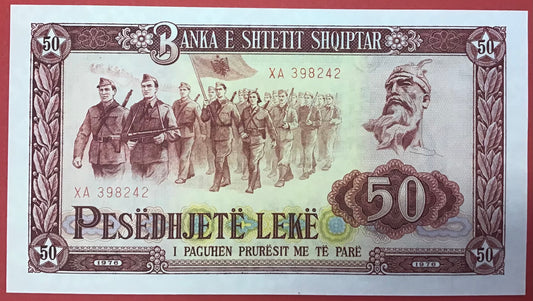 50 BANKA E SHTETIT SHQIPTAR 50
XA 398242
XA 398242
50
PESËDHJETË LEKË
I PAGUHEN PRURËSIT ME TË PARË
50 1976 1976 50